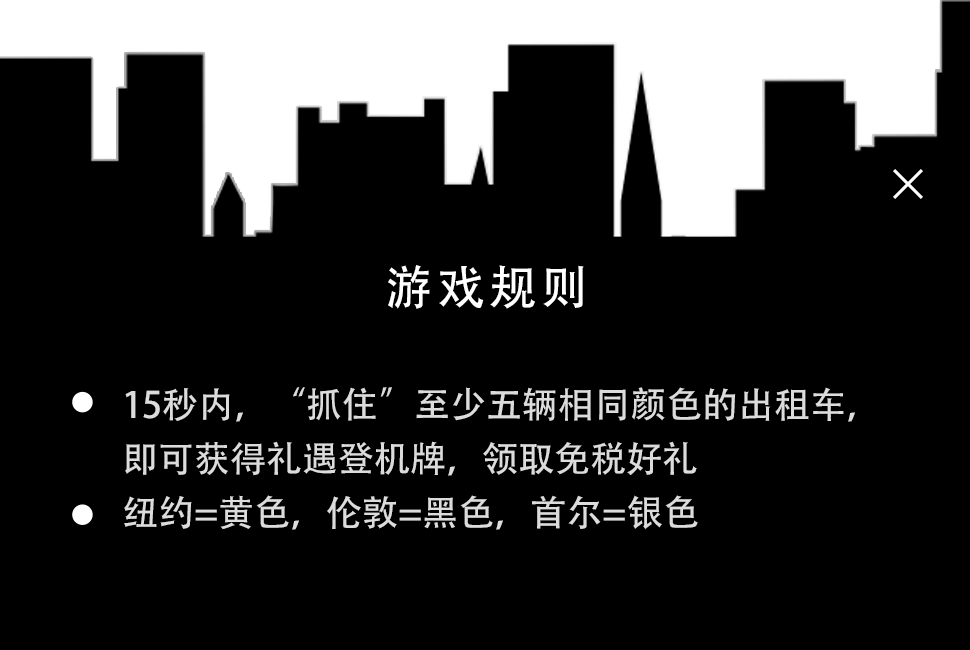 游戏规则
15秒内，“抓住”至少五辆相同颜色的出租车，
即可获得礼遇登机牌，领取免税好礼
纽约=黄色，伦敦=黑色，首尔=银色